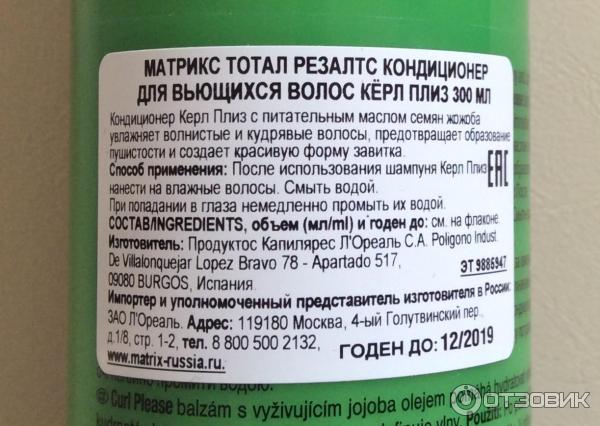 МАТРИКС ТОТАЛ РЕЗАЛТС КОНДИЦИОНЕР
ДЛЯ ВЬЮЩИХСЯ ВОЛОС КЁРЛ ПЛИЗ 300 МЛ
Кондиционер Керл Плиз с питательным маслом семян жожоба
увлажняет волнистые и кудрявые волосы, предотвращает образование
пушистости и создает красивую форму завитка.
Способ применения: После использования шампуня Керл Плиз
нанести на влажные волосы. Смыть водой.
При попадании в глаза немедленно промыть их водой.
EAC
СОСТАВ/INGREDIENTS, объем (мл/ml) и годен до: см. на флаконе.
Изготовитель: Продуктос Капилярес Л'Ореаль С.А. Poligono Indust.
De Villalonquejar Lopez Bravo 78 - Apartado 517,
09080 BURGOS, Испания.
ЭТ 9886947
Импортер и уполномоченный представитель изготовителя в России:
ЗАО Л'Ореаль. Адрес: 119180 Москва, 4-ый Голутвинский пер.,
д.1/8, стр. 1-2, тел. 8 800 500 2132,
www.matrix-russia.ru.
ГОДЕН ДО: 12/2019
промити водою.
Curl Please balzám s vyživujícím jojoba olejem
ОТЗОВИК